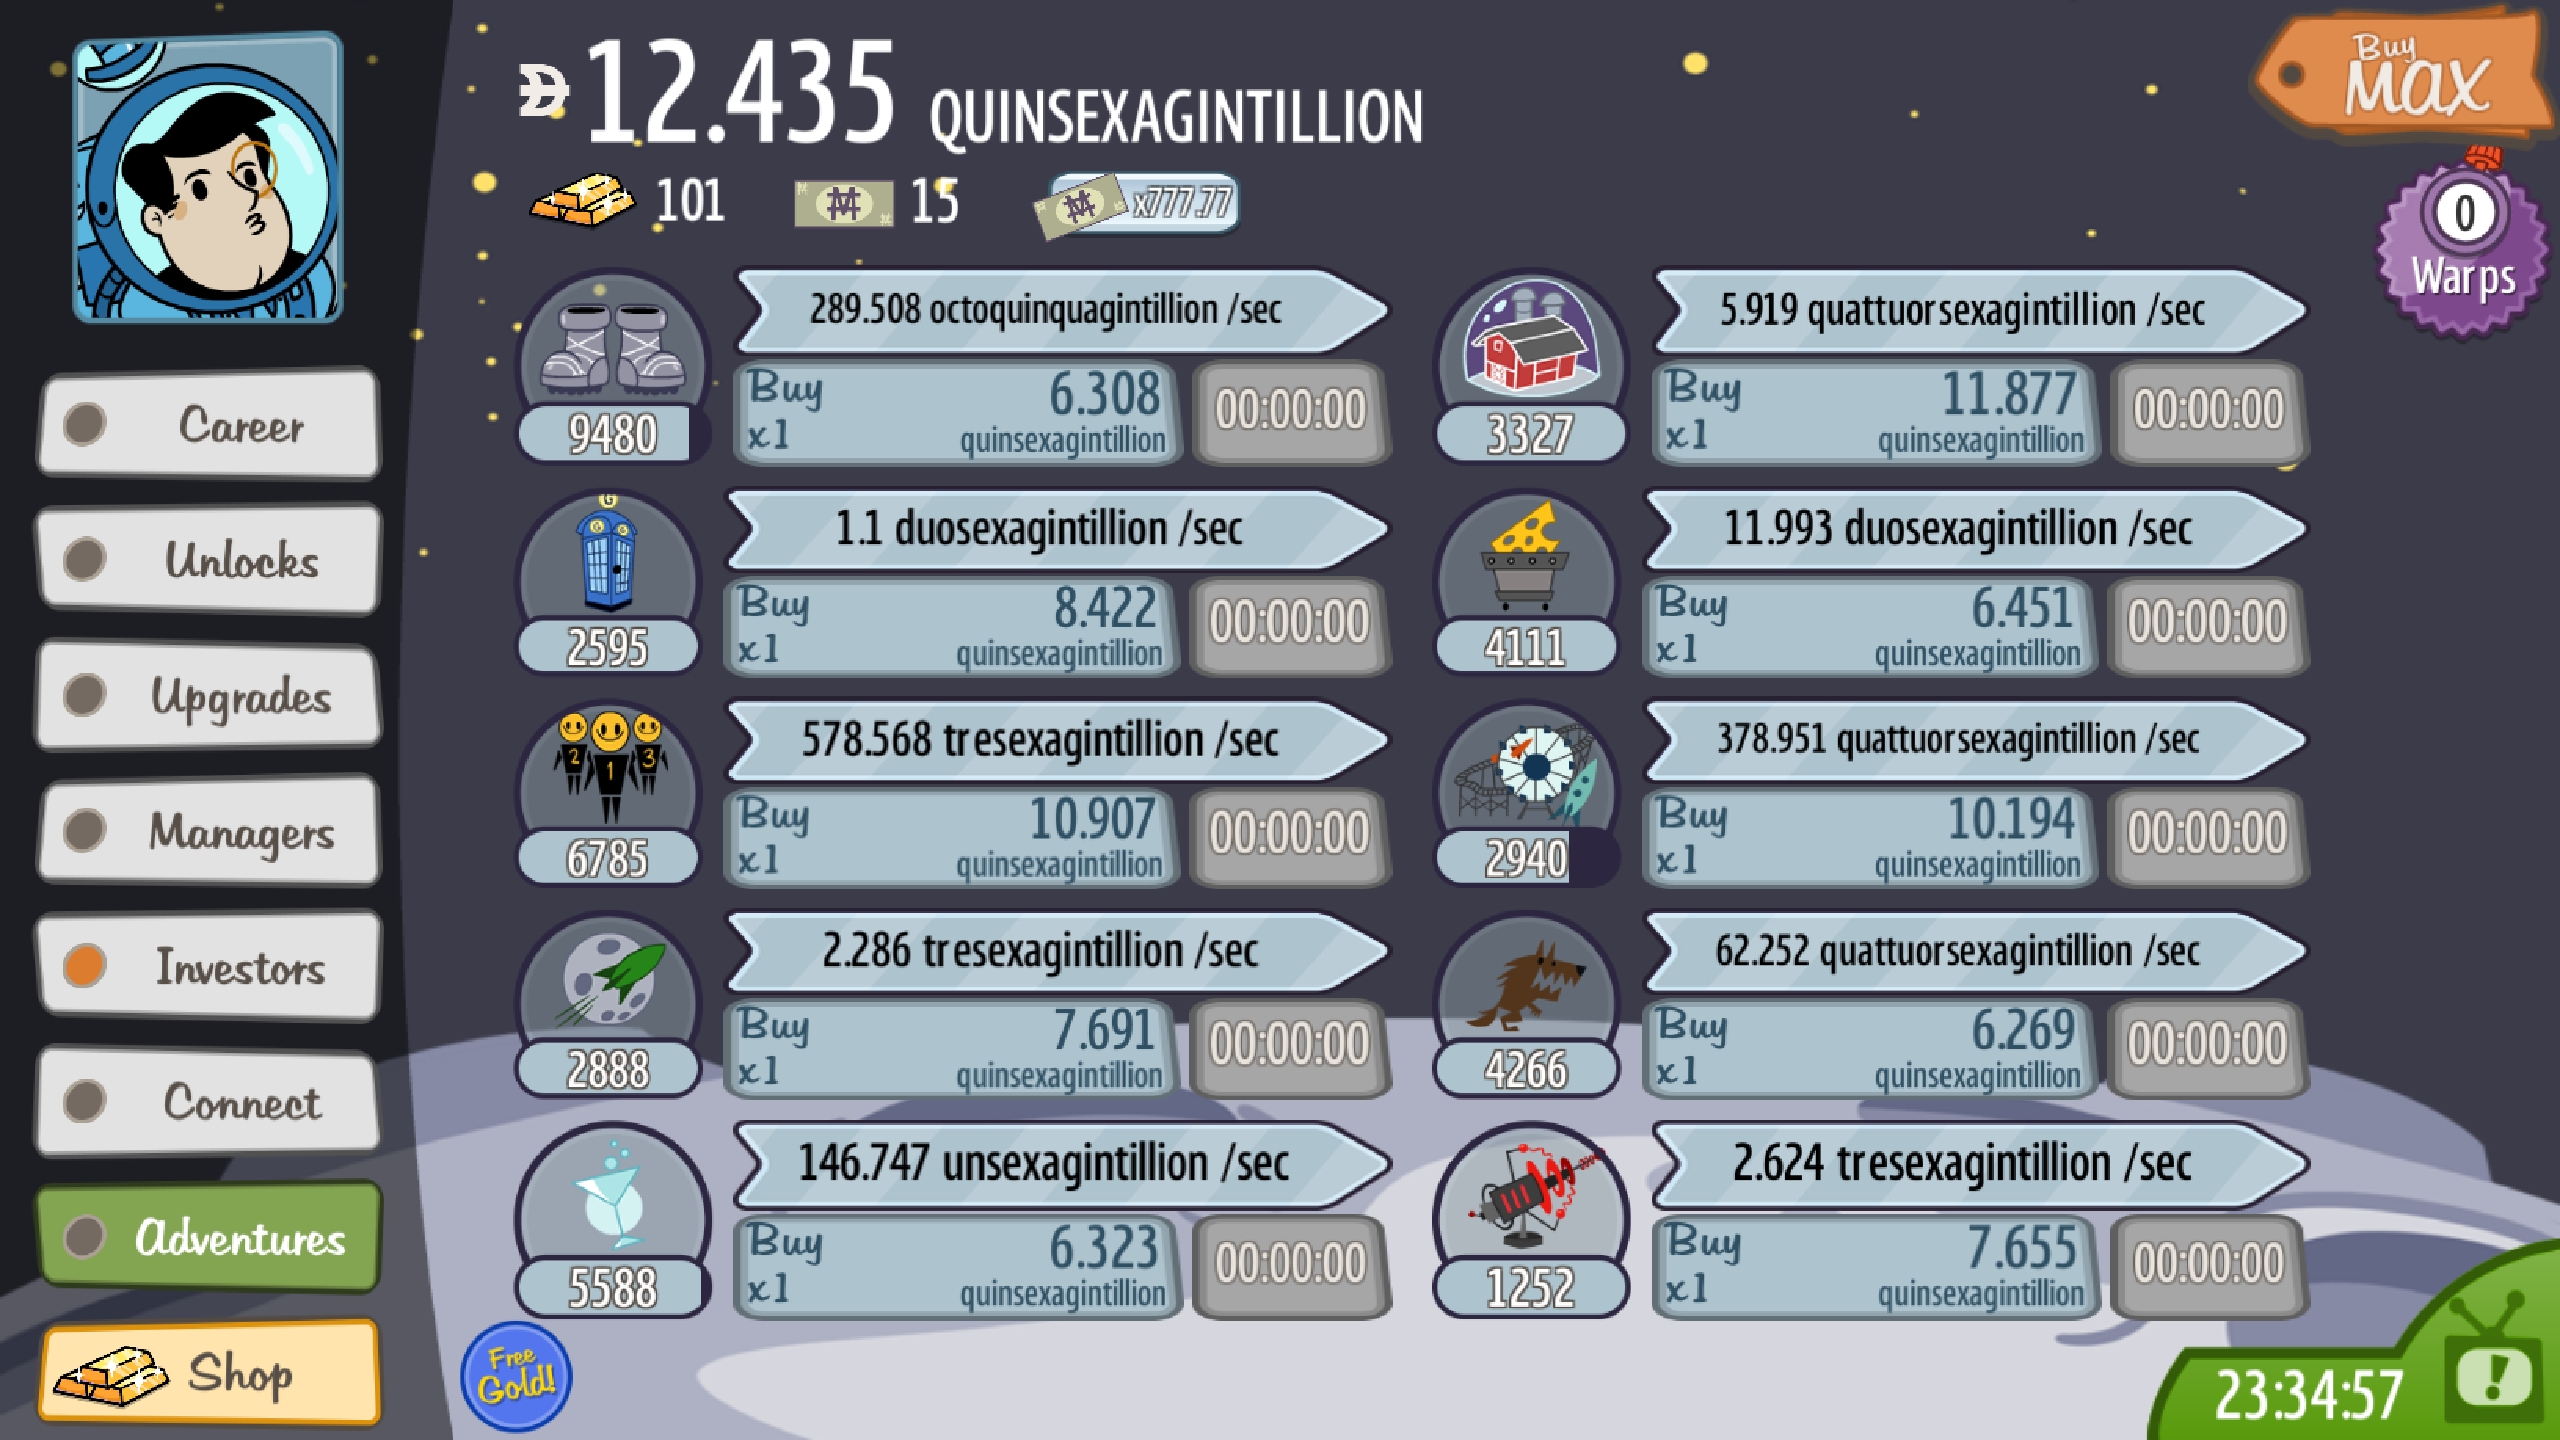 12.435 QUINSEXAGINTILLION
Buy
MAX
101
15
x777.77
0
Warps
Career
Unlocks
Upgrades
Managers
Investors
Connect
Adventures
Shop
289.508 octoquinquagintillion /sec
9480
Buy
x1
6.308
quinsexagintillion
00:00:00
5.919 quattuorsexagintillion /sec
3327
Buy
x1
11.877
quinsexagintillion
00:00:00
G
G G
1.1 duosexagintillion /sec
2595
Buy
x1
8.422
quinsexagintillion
00:00:00
11.993 duosexagintillion /sec
4111
Buy
x1
6.451
quinsexagintillion
00:00:00
2 1 3
578.568 tresexagintillion /sec
6785
Buy
x1
10.907
quinsexagintillion
00:00:00
378.951 quattuorsexagintillion /sec
2940
Buy
x1
10.194
quinsexagintillion
00:00:00
2.286 tresexagintillion /sec
2888
Buy
x1
7.691
quinsexagintillion
00:00:00
62.252 quattuorsexagintillion /sec
4266
Buy
x1
6.269
quinsexagintillion
00:00:00
146.747 unsexagintillion /sec
5588
Buy
x1
6.323
quinsexagintillion
00:00:00
2.624 tresexagintillion /sec
1252
Buy
x1
7.655
quinsexagintillion
00:00:00
Free
Gold!
23:34:57
!